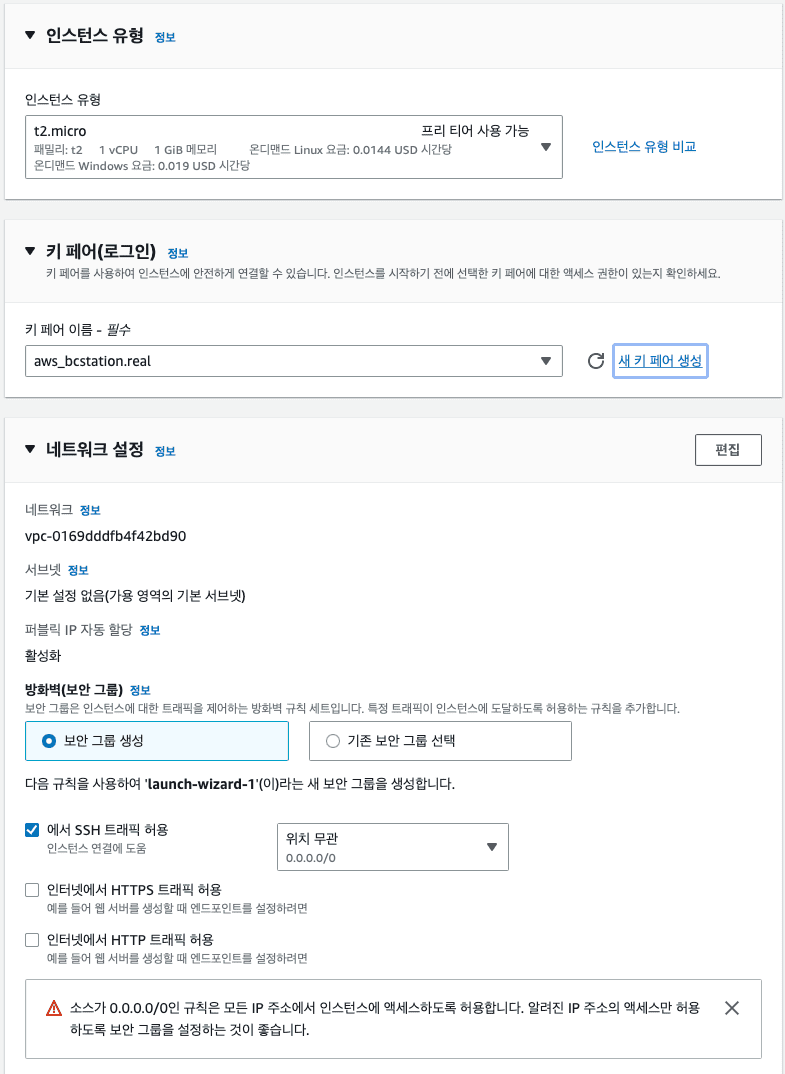 인스턴스 유형 정보
인스턴스 유형
t2.micro 프리 티어 사용 가능
패밀리: t2 1 vCPU 1 GiB 메모리 온디맨드 Linux 요금: 0.0144 USD 시간당
온디맨드 Windows 요금: 0.019 USD 시간당
인스턴스 유형 비교
키 페어(로그인) 정보
키 페어를 사용하여 인스턴스에 안전하게 연결할 수 있습니다. 인스턴스를 시작하기 전에 선택한 키 페어에 대한 액세스 권한이 있는지 확인하세요.
키 페어 이름 - 필수
aws_bcstation.real
새 키 페어 생성
네트워크 설정 정보
편집
네트워크 정보
vpc-0169dddfb4f42bd90
서브넷 정보
기본 설정 없음(가용 영역의 기본 서브넷)
퍼블릭 IP 자동 할당 정보
활성화
방화벽(보안 그룹) 정보
보안 그룹은 인스턴스에 대한 트래픽을 제어하는 방화벽 규칙 세트입니다. 특정 트래픽이 인스턴스에 도달하도록 허용하는 규칙을 추가합니다.
보안 그룹 생성
기존 보안 그룹 선택
다음 규칙을 사용하여 'launch-wizard-1'(이)라는 새 보안 그룹을 생성합니다.
에서 SSH 트래픽 허용
인스턴스 연결에 도움
위치 무관
0.0.0.0/0
인터넷에서 HTTPS 트래픽 허용
예를 들어 웹 서버를 생성할 때 엔드포인트를 설정하려면
인터넷에서 HTTP 트래픽 허용
예를 들어 웹 서버를 생성할 때 엔드포인트를 설정하려면
소스가 0.0.0.0/0인 규칙은 모든 IP 주소에서 인스턴스에 액세스하도록 허용합니다. 알려진 IP 주소의 액세스만 허용
하도록 보안 그룹을 설정하는 것이 좋습니다.